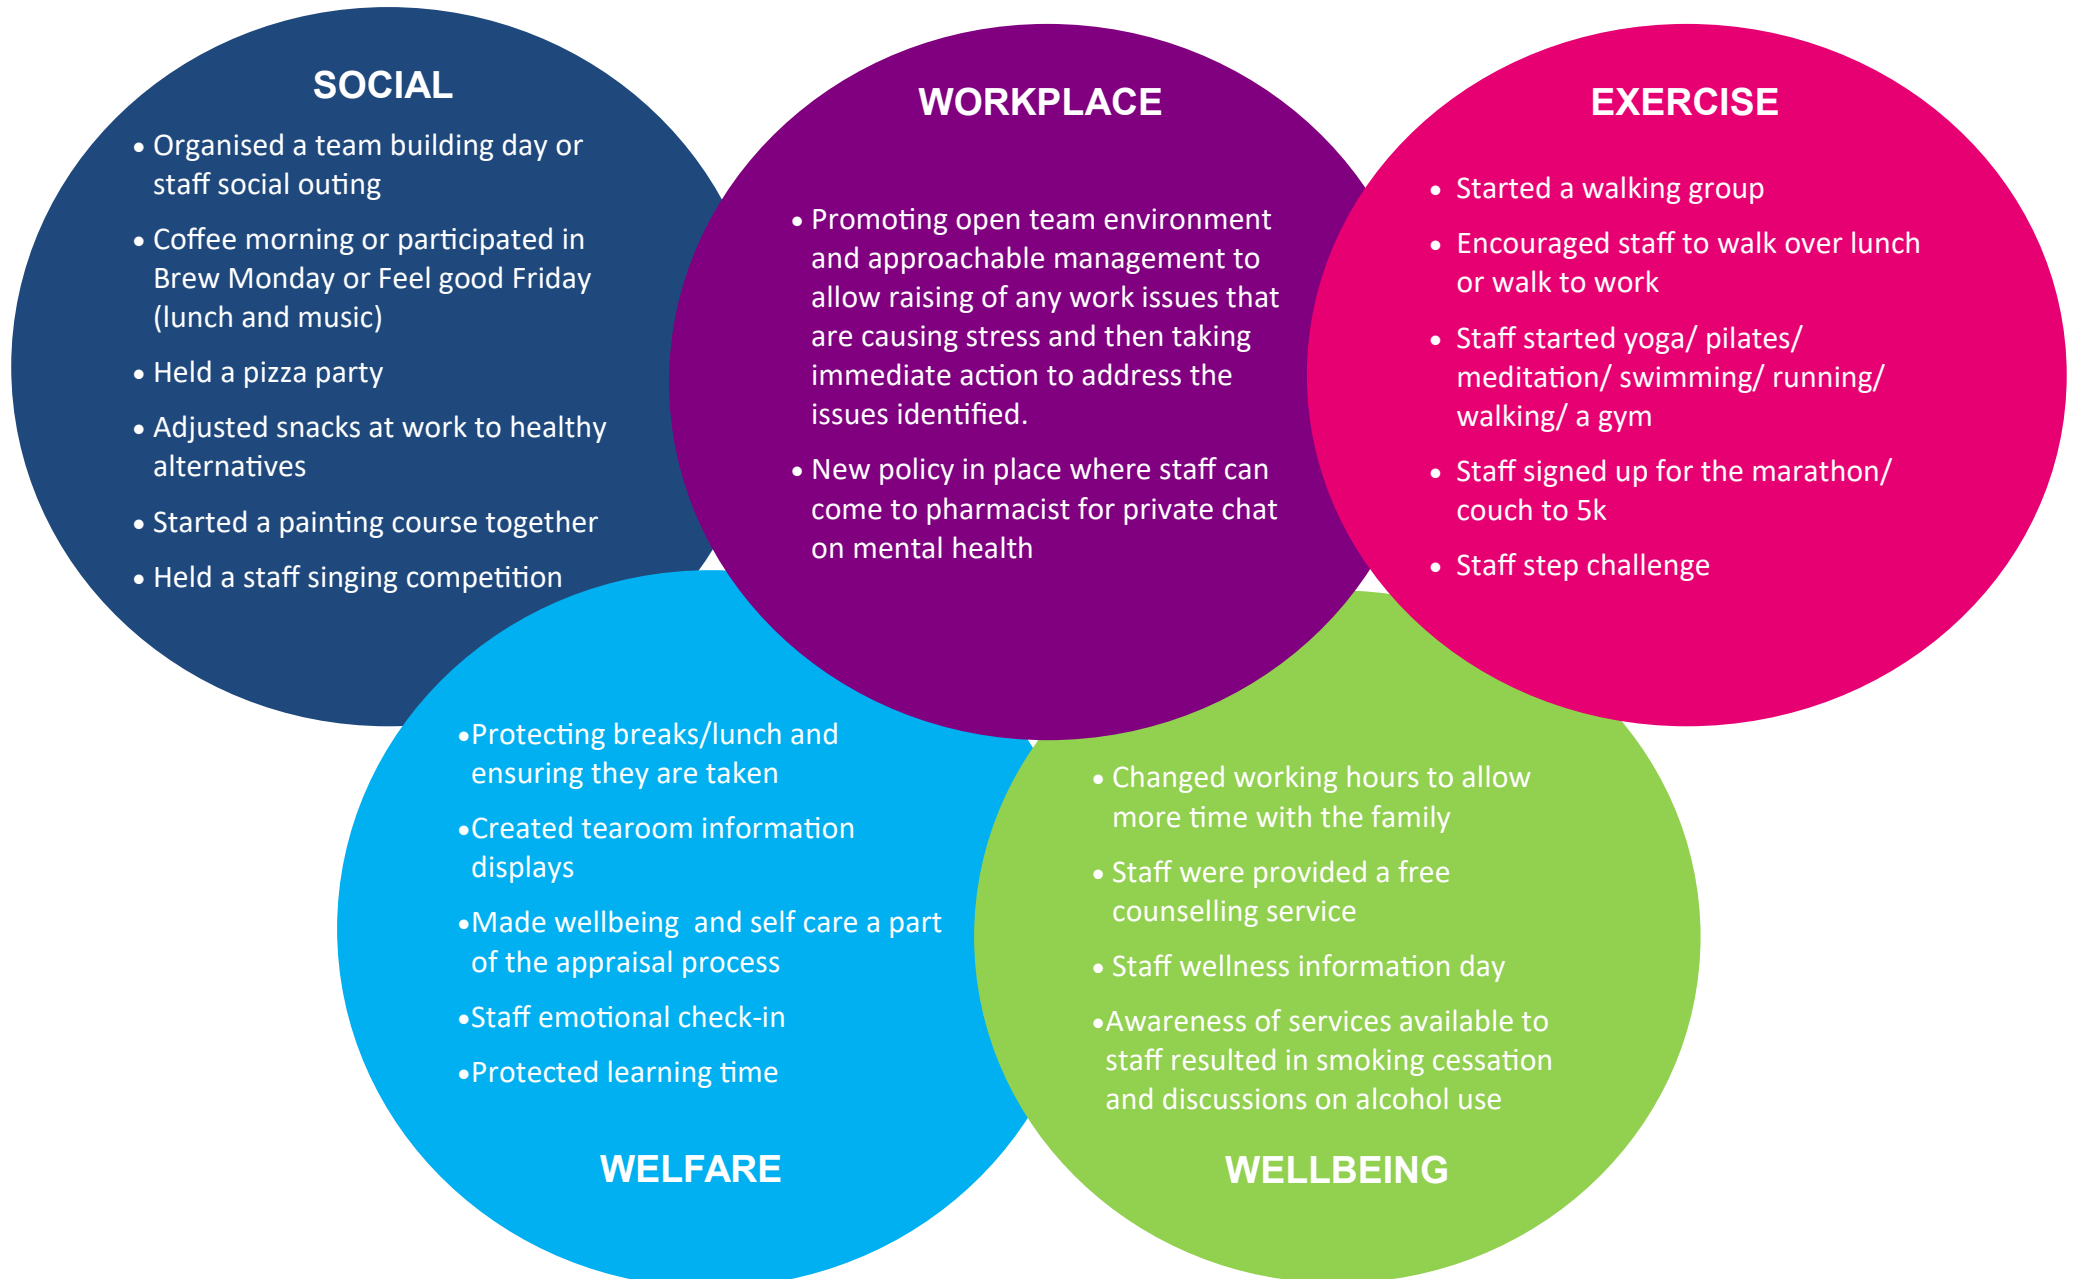 SOCIAL
• Organised a team building day or
staff social outing
• Coffee morning or participated in
Brew Monday or Feel good Friday
(lunch and music)
• Held a pizza party
• Adjusted snacks at work to healthy
alternatives
• Started a painting course together
• Held a staff singing competition
WORKPLACE
• Promoting open team environment
and approachable management to
allow raising of any work issues that
are causing stress and then taking
immediate action to address the
issues identified.
• New policy in place where staff can
come to pharmacist for private chat
on mental health
EXERCISE
• Started a walking group
• Encouraged staff to walk over lunch
or walk to work
• Staff started yoga/ pilates/
meditation/ swimming/ running/
walking/ a gym
• Staff signed up for the marathon/
couch to 5k
• Staff step challenge
•Protecting breaks/lunch and
ensuring they are taken
•Created tearoom information
displays
•Made wellbeing  and self care a part
of the appraisal process
•Staff emotional check-in
•Protected learning time
WELFARE
• Changed working hours to allow
more time with the family
• Staff were provided a free
counselling service
• Staff wellness information day
•Awareness of services available to
staff resulted in smoking cessation
and discussions on alcohol use
WELLBEING